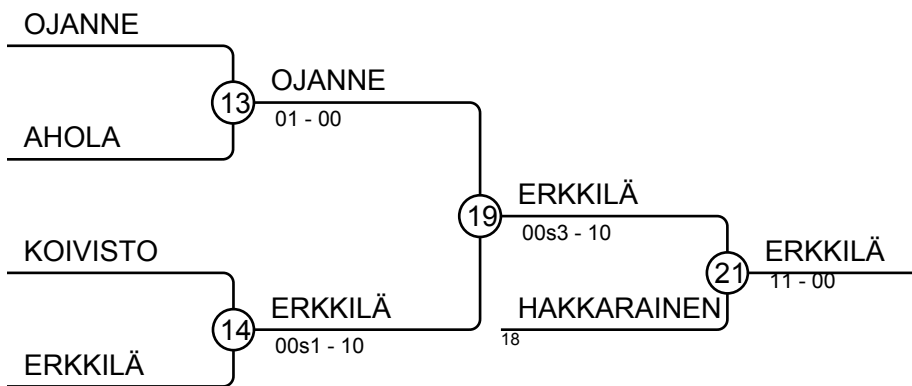 OJANNE
OJANNE
13
01 - 00
AHOLA
ERKKILÄ
19
00s3 - 10
KOIVISTO
ERKKILÄ
21
11 - 00
ERKKILÄ
HAKKARAINEN
14
18
00s1 - 10
ERKKILÄ